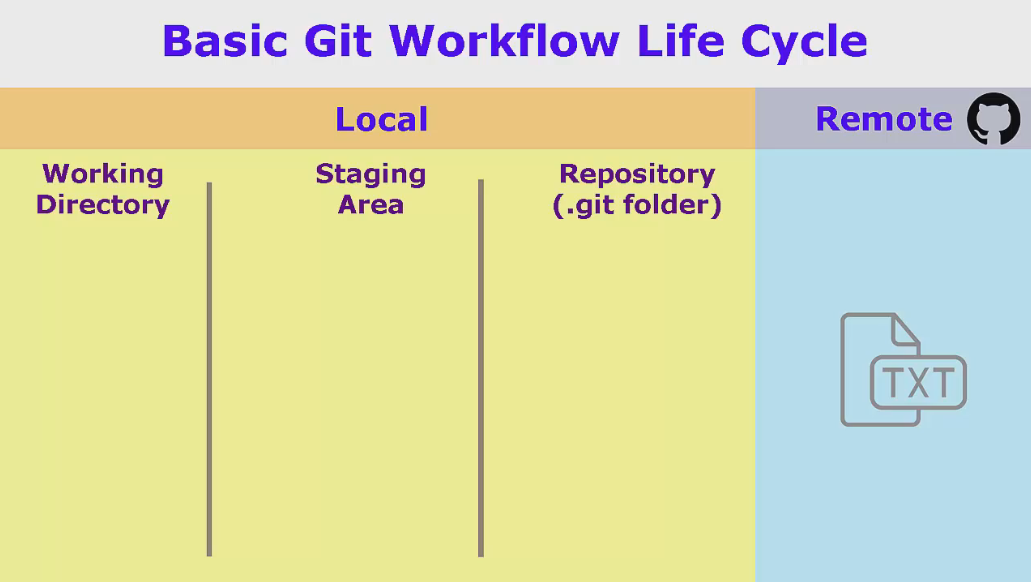 Basic Git Workflow Life Cycle
Local
Remote
Working
Directory
Staging
Area
Repository
(.git folder)
TXT